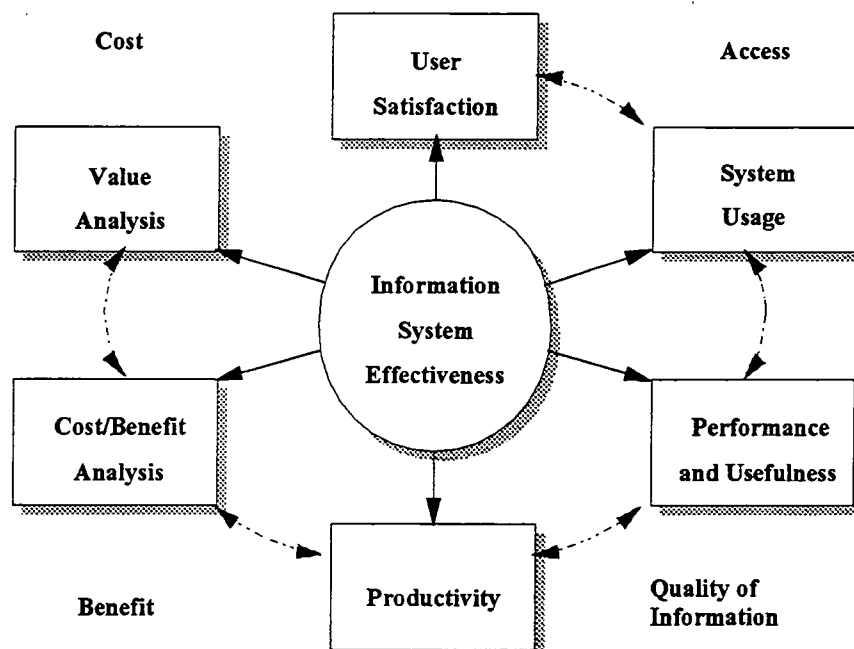 Cost
User
Satisfaction
Access
Value
Analysis
System
Usage
Information
System
Effectiveness
Cost/Benefit
Analysis
Performance
and Usefulness
Productivity
Benefit
Quality of
Information